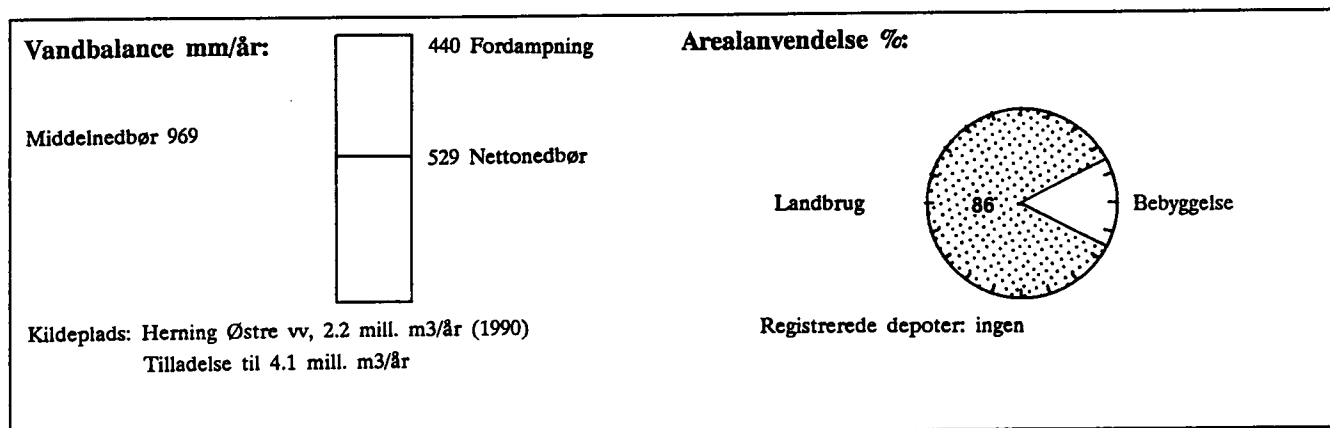 Vandbalance mm/år:
440 Fordampning
Middelnedbør 969
529 Nettonedbør
Kildeplads: Herning Østre vv, 2.2 mill. m3/år (1990)
Tilladelse til 4.1 mill. m3/år
Arealanvendelse %:
Landbrug
86
Bebyggelse
Registrerede depoter: ingen